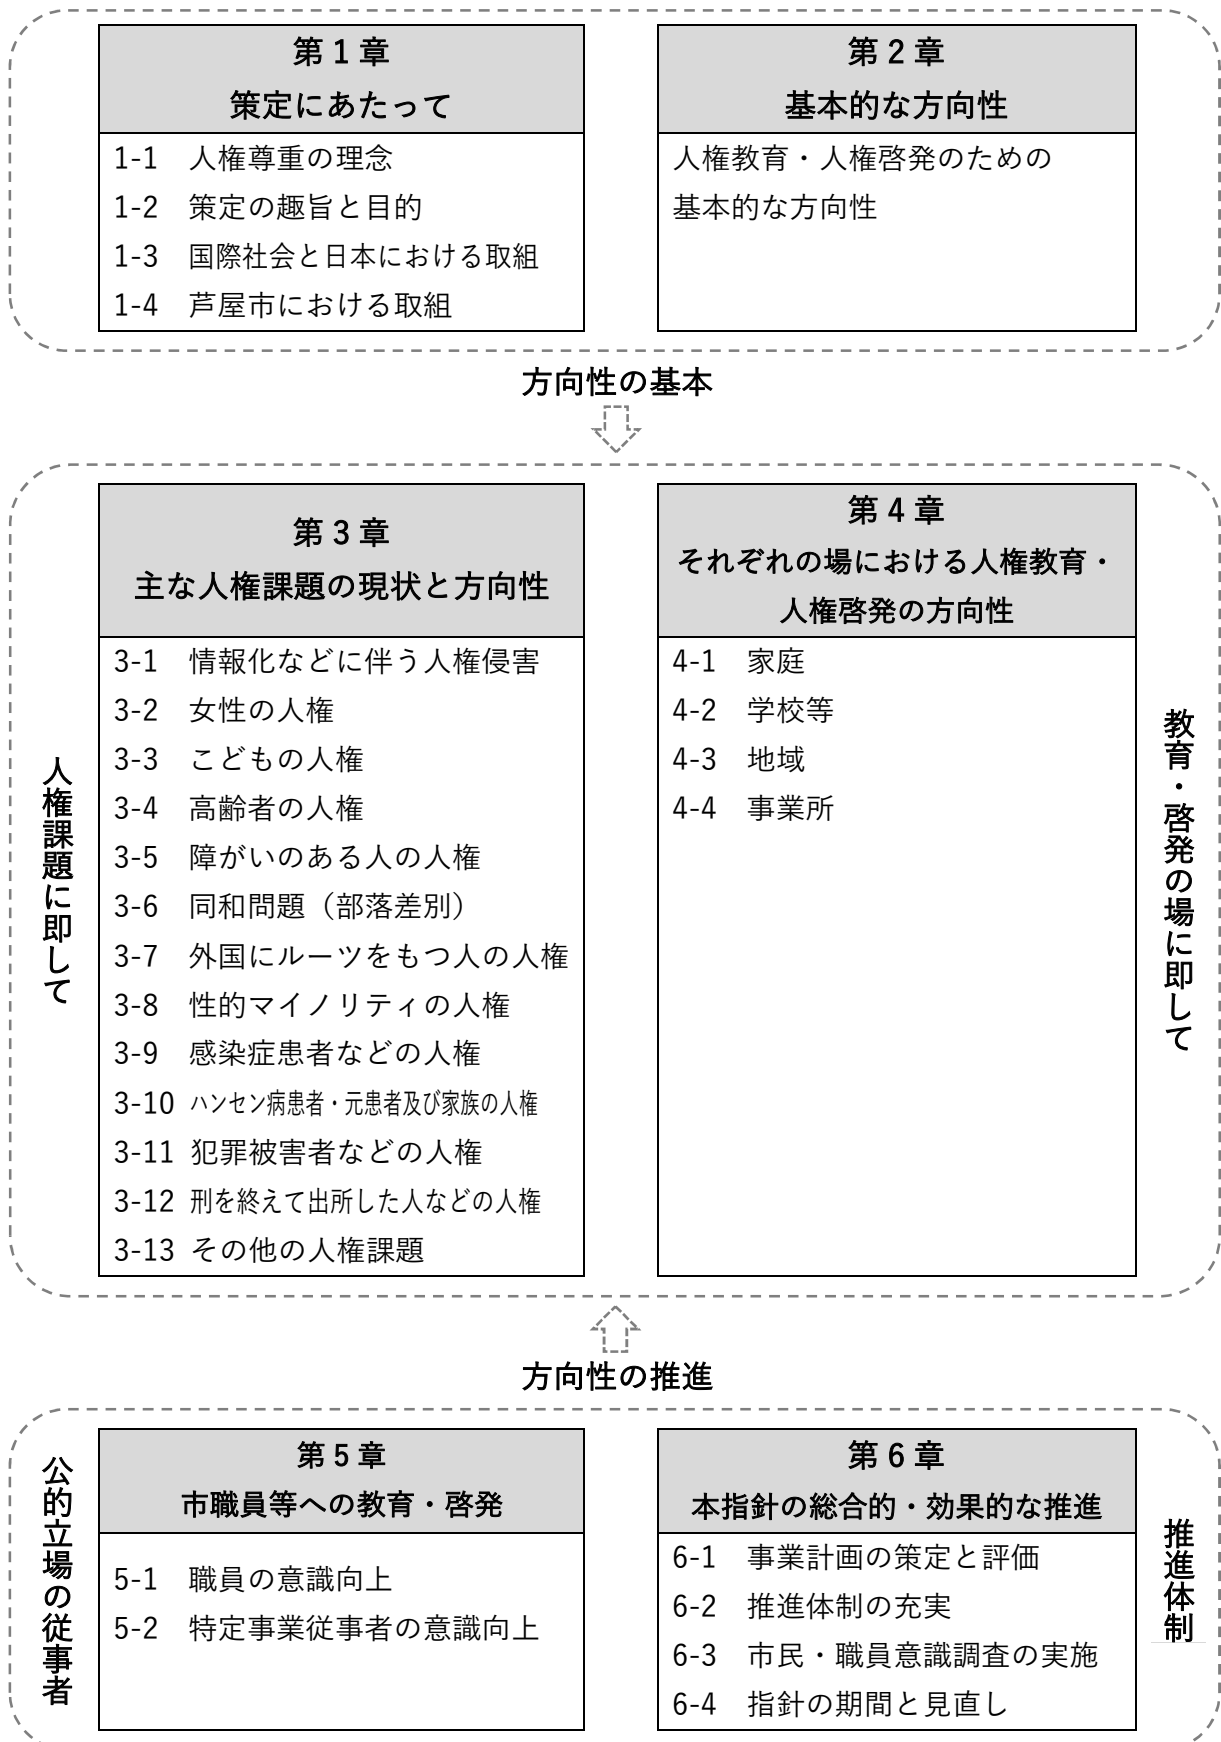 第 1 章
策定にあたって
1-1 人権尊重の理念
1-2 策定の趣旨と目的
1-3 国際社会と日本における取組
1-4 芦屋市における取組
第 2 章
基本的な方向性
人権教育・人権啓発のための
基本的な方向性
方向性の基本
人権課題に即して
第 3 章
主な人権課題の現状と方向性
3-1 情報化などに伴う人権侵害
3-2 女性の人権
3-3 こどもの人権
3-4 高齢者の人権
3-5 障がいのある人の人権
3-6 同和問題（部落差別）
3-7 外国にルーツをもつ人の人権
3-8 性的マイノリティの人権
3-9 感染症患者などの人権
3-10 ハンセン病患者・元患者及び家族の人権
3-11 犯罪被害者などの人権
3-12 刑を終えて出所した人などの人権
3-13 その他の人権課題
第 4 章
それぞれの場における人権教育・
人権啓発の方向性
4-1 家庭
4-2 学校等
4-3 地域
4-4 事業所
教育・啓発の場に即して
方向性の推進
公的立場の従事者
第 5 章
市職員等への教育・啓発
5-1 職員の意識向上
5-2 特定事業従事者の意識向上
第 6 章
本指針の総合的・効果的な推進
6-1 事業計画の策定と評価
6-2 推進体制の充実
6-3 市民・職員意識調査の実施
6-4 指針の期間と見直し
推進体制